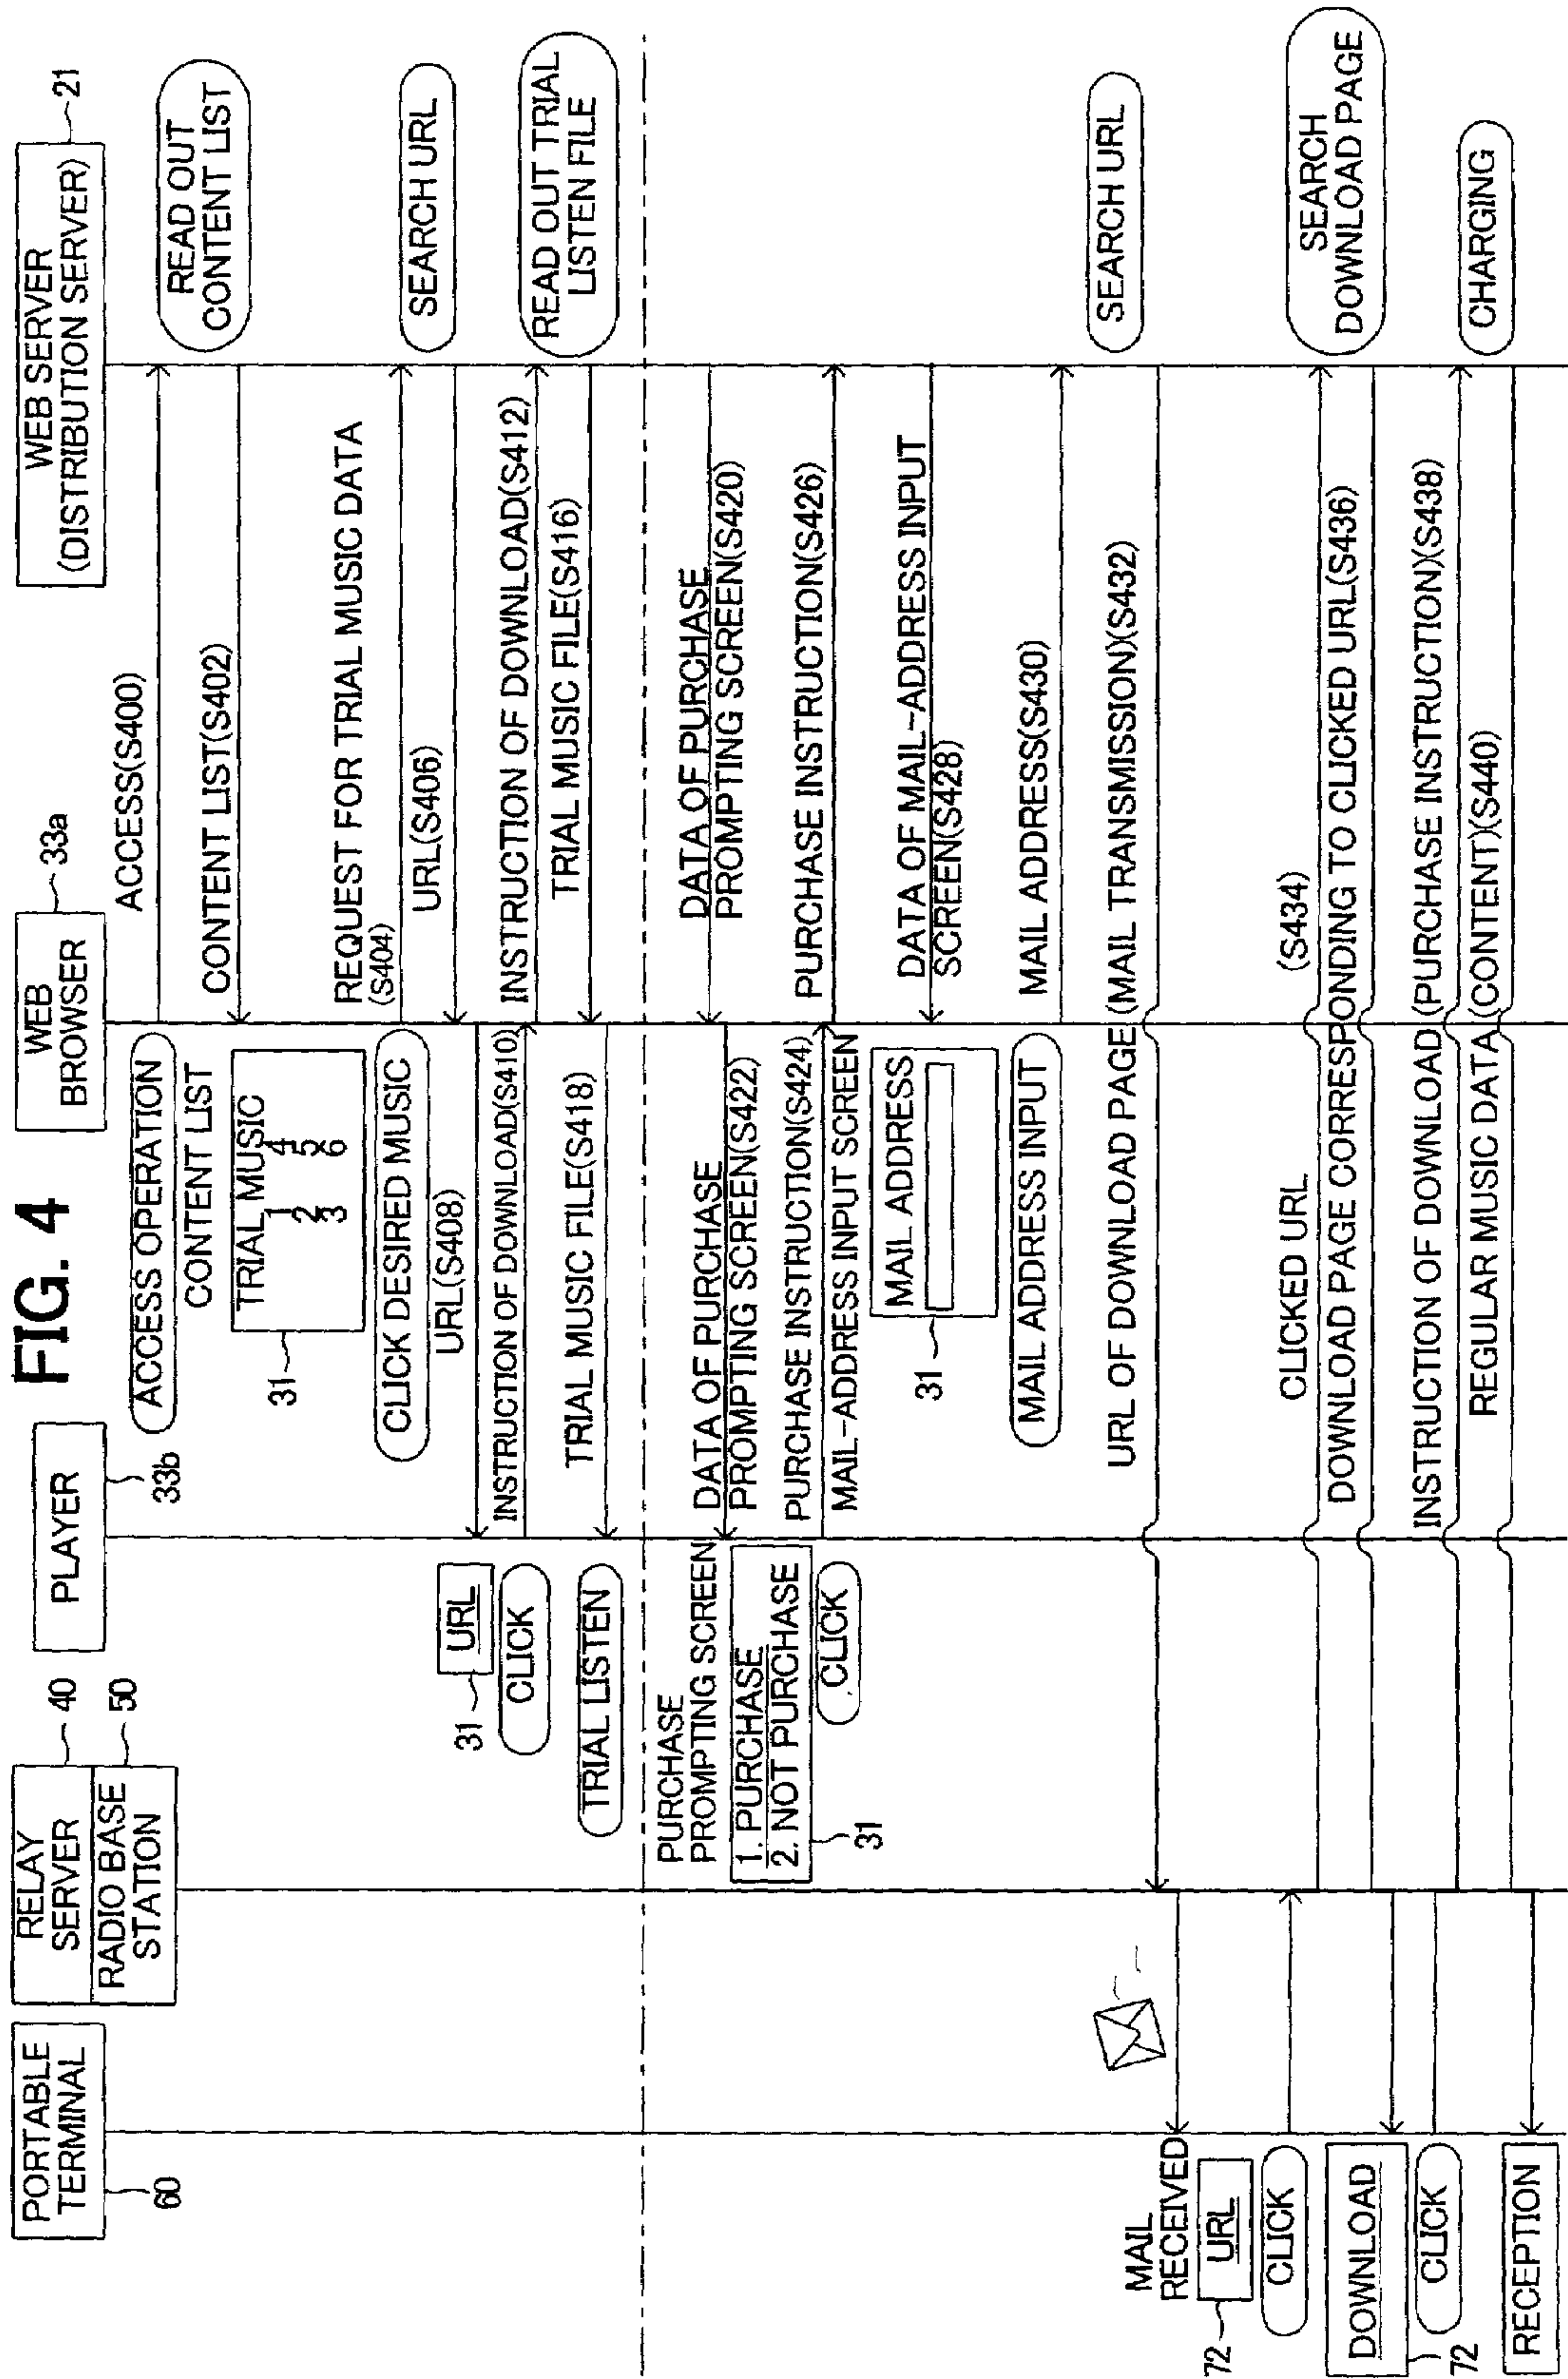 FIG. 4
PORTABLE
TERMINAL
60
RELAY
SERVER
40
RADIO BASE
STATION
50
PLAYER
33b
WEB
BROWSER
33a
WEB SERVER
(DISTRIBUTION SERVER)
21
ACCESS OPERATION
ACCESS(S400)
READ OUT
CONTENT LIST
CONTENT LIST(S402)
CONTENT LIST
TRIAL MUSIC
1 4
2 5
3 6
31
CLICK DESIRED MUSIC
REQUEST FOR TRIAL MUSIC DATA
(S404)
SEARCH URL
URL(S406)
URL(S408)
URL
31
CLICK
INSTRUCTION OF DOWNLOAD(S410)
INSTRUCTION OF DOWNLOAD(S412)
READ OUT TRIAL
LISTEN FILE
TRIAL MUSIC FILE(S416)
TRIAL MUSIC FILE(S418)
TRIAL LISTEN
DATA OF PURCHASE
PROMPTING SCREEN(S420)
DATA OF PURCHASE
PROMPTING SCREEN(S422)
PURCHASE
PROMPTING SCREEN
1. PURCHASE
2. NOT PURCHASE
31
CLICK
PURCHASE INSTRUCTION(S424)
PURCHASE INSTRUCTION(S426)
DATA OF MAIL-ADDRESS INPUT
SCREEN(S428)
MAIL-ADDRESS INPUT SCREEN
MAIL ADDRESS
31
MAIL ADDRESS INPUT
MAIL ADDRESS(S430)
SEARCH URL
URL OF DOWNLOAD PAGE (MAIL TRANSMISSION)(S432)
MAIL
RECEIVED
URL
72
CLICK
CLICKED URL
(S434)
SEARCH
DOWNLOAD PAGE
DOWNLOAD PAGE CORRESPONDING TO CLICKED URL(S436)
DOWNLOAD
72
CLICK
INSTRUCTION OF DOWNLOAD (PURCHASE INSTRUCTION)(S438)
CHARGING
REGULAR MUSIC DATA (CONTENT)(S440)
RECEPTION